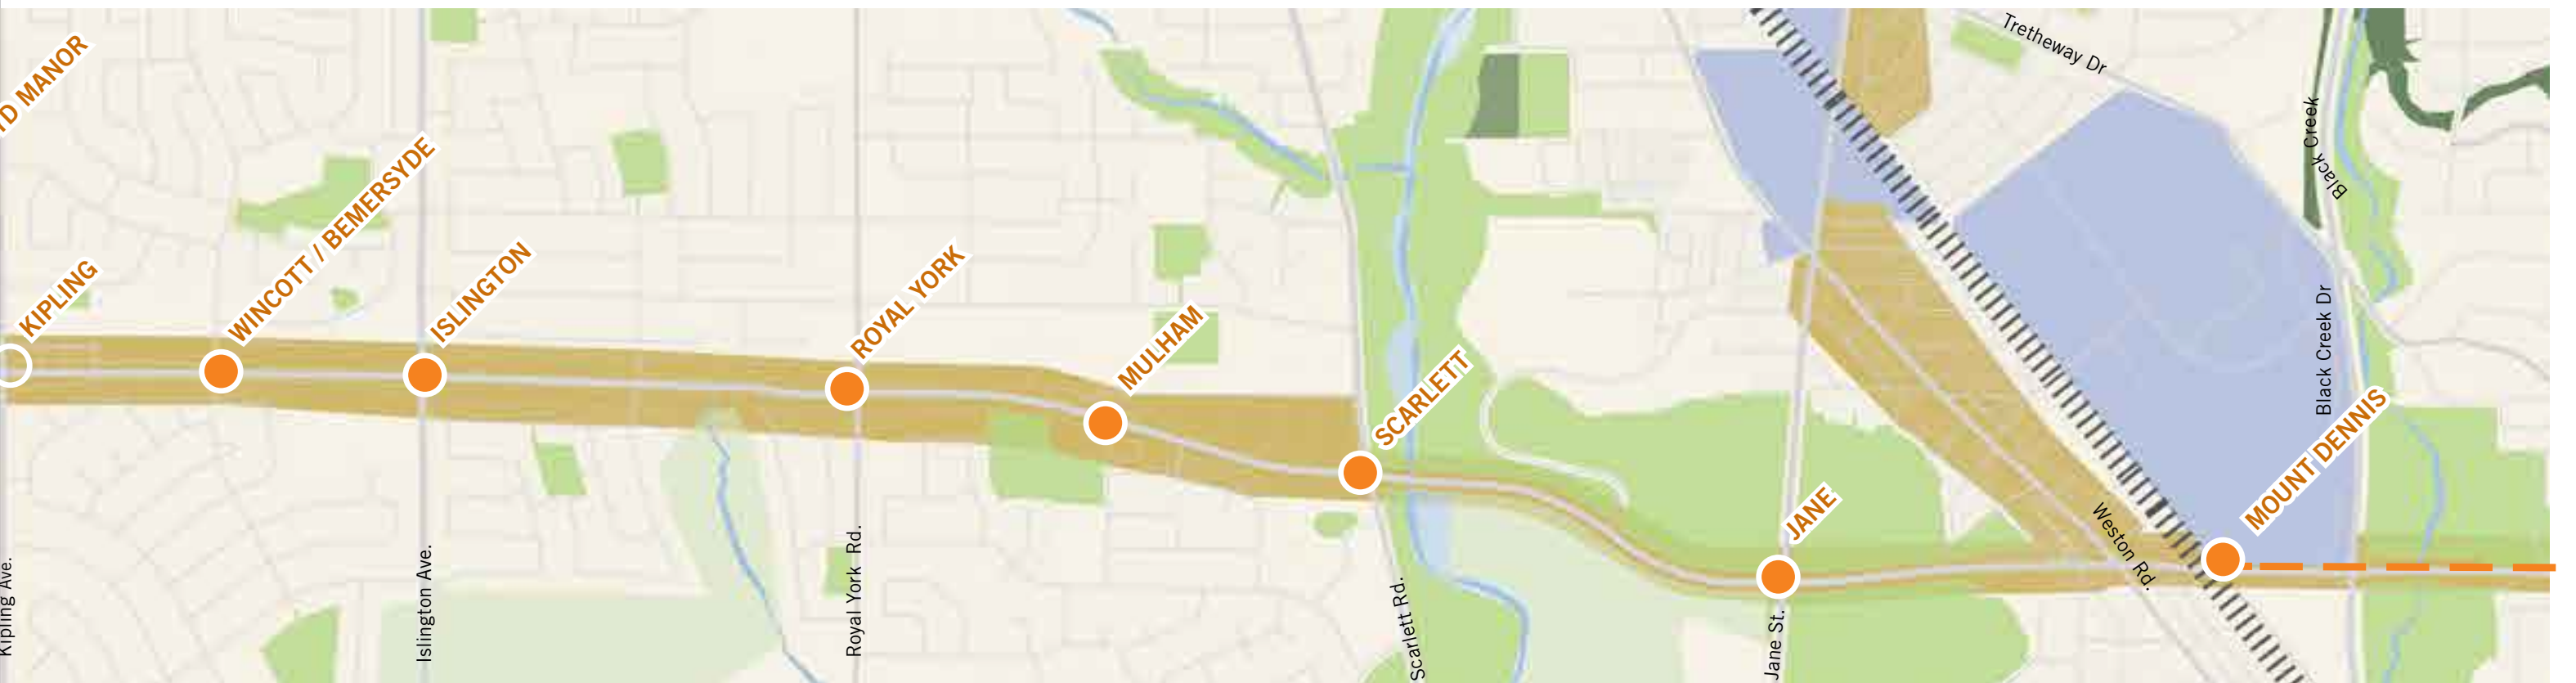 MANOR
KIPLING
WINCOTT / BEMERSYDE
ISLINGTON
ROYAL YORK
MULHAM
SCARLETT
JANE
MOUNT DENNIS
Tretheway Dr
Black Creek
Black Creek Dr
Weston Rd.
Kipling Ave.
Islington Ave.
Royal York Rd.
Scarlett Rd.
Jane St.